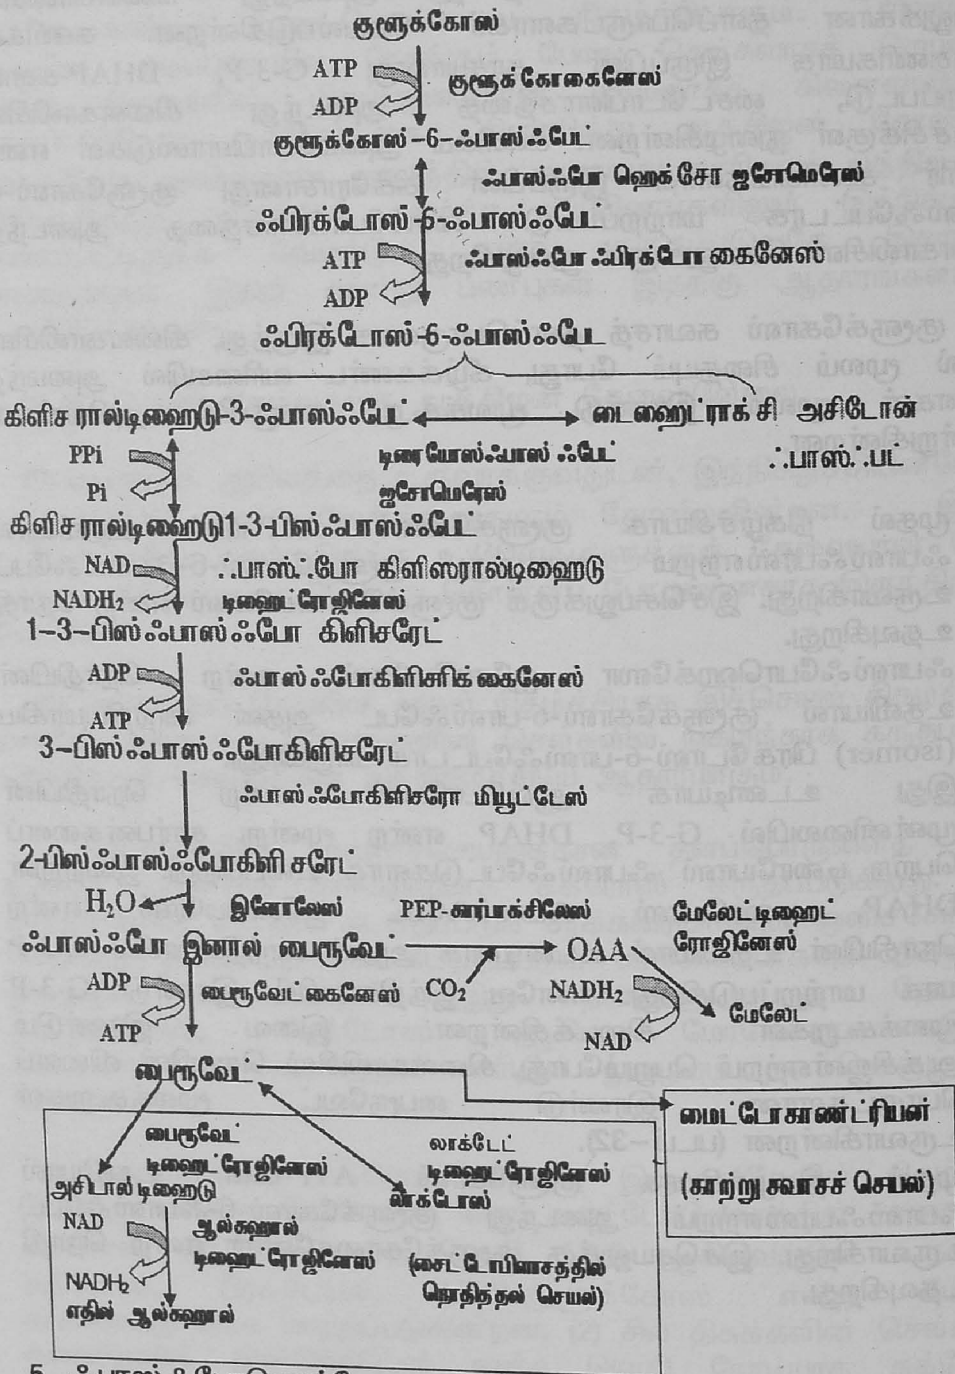 குளூக்கோஸ்
ATP
குளூக் கோகைனேஸ்
ADP
குளூக்கோஸ்-6-ஃபாஸ்ஃபேட்
ஃபாஸ்ஃபோ ஹெக்சோ ஐசோமெரேஸ்
ஃபிரக்டோஸ்-6-ஃபாஸ்ஃபேட்
ATP
ஃபாஸ்ஃபோ ஃபிரக்டோ கைனேஸ்
ADP
ஃபிரக்டோஸ்-6-ஃபாஸ்ஃபேட
கிளிச ரால்டிஹைடு-3-ஃபாஸ்ஃபேட் டைஹைட்ராக்சி அசிடோன்
PPi
டிரையோஸ்ஃபாஸ் ஃபேட்
ஃபாஸ்ஃபட்
Pi
ஐசோமெரேஸ்
கிளிச ரால்டிஹைடு1-3-பிஸ்ஃபாஸ்ஃபேட்
NAD
ஃபாஸ்ஃபோ கிளிஸரால்டிஹைடு
NADH₂
டிஹைட்ரோஜினேஸ்
1-3-பிஸ்ஃபாஸ்ஃபோ கிளிசரேட்
ADP
ஃபாஸ்ஃபோகிளிசரிக் கைனேஸ்
ATP
3-பிஸ்ஃபாஸ்ஃபோகிளிசரேட்
ஃபாஸ்ஃபோகிளிசரோ மியூட்டேஸ்
2-பிஸ்ஃபாஸ்ஃபோகிளி சரேட்
H₂O
இனோலேஸ்
PEP-கார்பாக்சிலேஸ்
மேலேட் டிஹைட்
ரோஜினேஸ்
ஃபாஸ்ஃபோ இனால் பைரூவேட்
OAA
ADP
பைரூவேட்கைனேஸ்
CO₂
NADH₂
மேலேட்
ATP
NAD
பைரூவேட்
மைட்டோகாண்ட்ரியன்
(காற்று சுவாசச் செயல்)
பைரூவேட்
டிஹைட்ரோஜினேஸ்
லாக்டேட்
டிஹைட்ரோஜினேஸ்
அசிடால் டிஹைடு
லாக்டோஸ்
NAD
ஆல்கஹால்
டிஹைட்ரோஜினேஸ்
(சைட்டோபிளாசத்தில்
நொதித்தல் செயல்)
NADH₂
எதில் ஆல்கஹால்